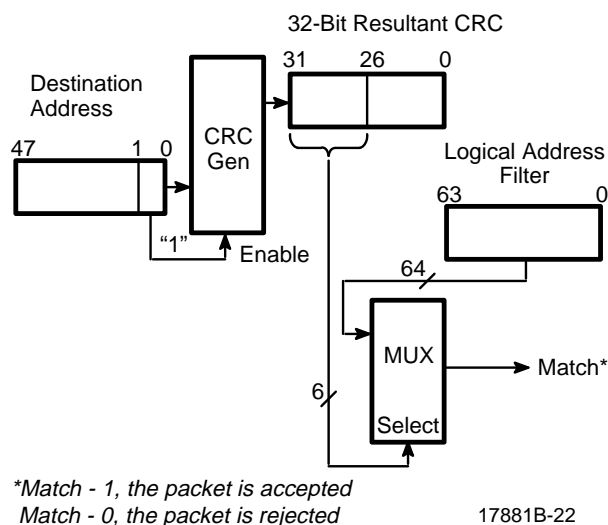 32-Bit Resultant CRC
31 26 0
Destination
Address
47 1 0
CRC
Gen
Logical Address
Filter
63 0
“1”
Enable
64
MUX
Match*
6
Select
*Match - 1, the packet is accepted
Match - 0, the packet is rejected
17881B-22